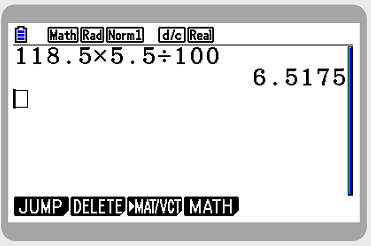 Math Rad Norm1 d/c Real
118.5×5.5÷100
6.5175
JUMP DELETE ▶MAT/VCT MATH